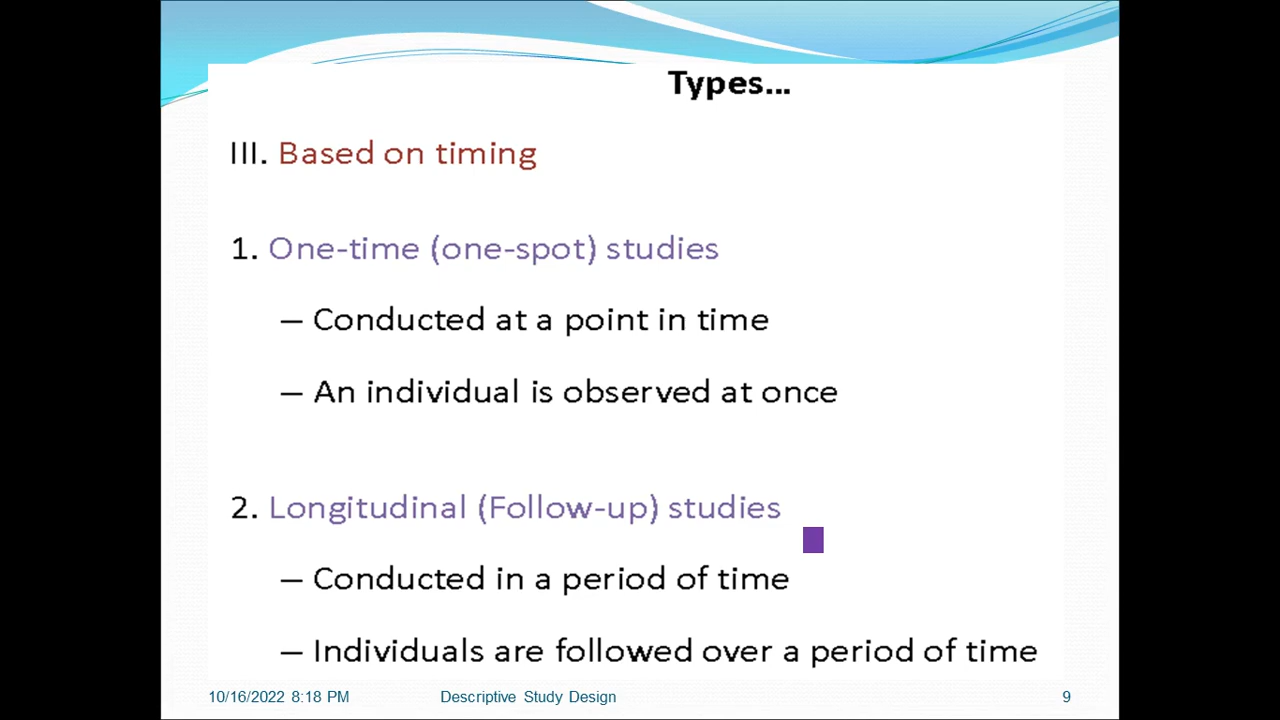 Types...
III. Based on timing
1. One-time (one-spot) studies
– Conducted at a point in time
– An individual is observed at once
2. Longitudinal (Follow-up) studies
– Conducted in a period of time
– Individuals are followed over a period of time
10/16/2022 8:18 PM Descriptive Study Design 9